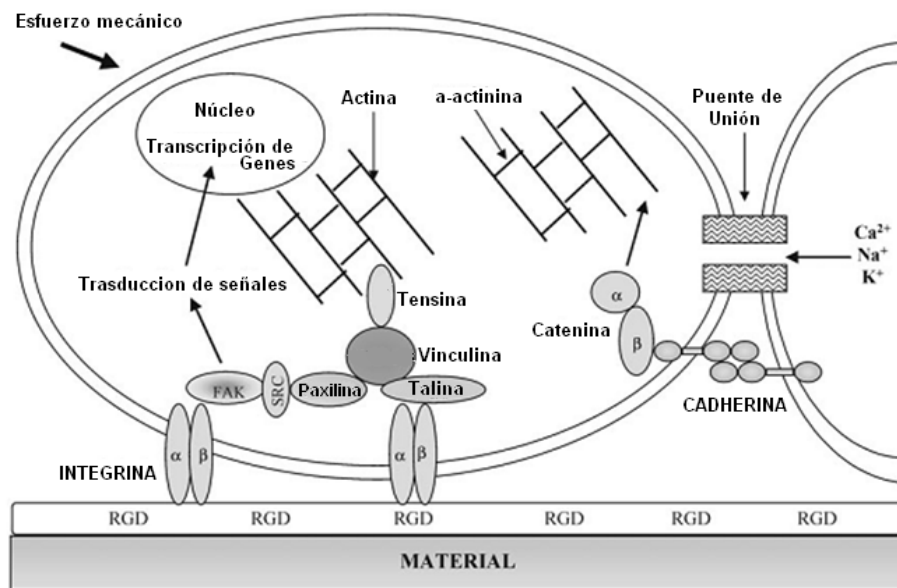 Esfuerzo mecánico
Núcleo
Transcripción de
Genes
Actina
a-actinina
Puente de
Unión
Ca²⁺
Na⁺
K⁺
Trasduccion de señales
Tensina
α
Catenina
β
Vinculina
FAK
SRC
Paxilina
Talina
CADHERINA
INTEGRINA
α β
α β
RGD RGD RGD RGD RGD RGD
MATERIAL